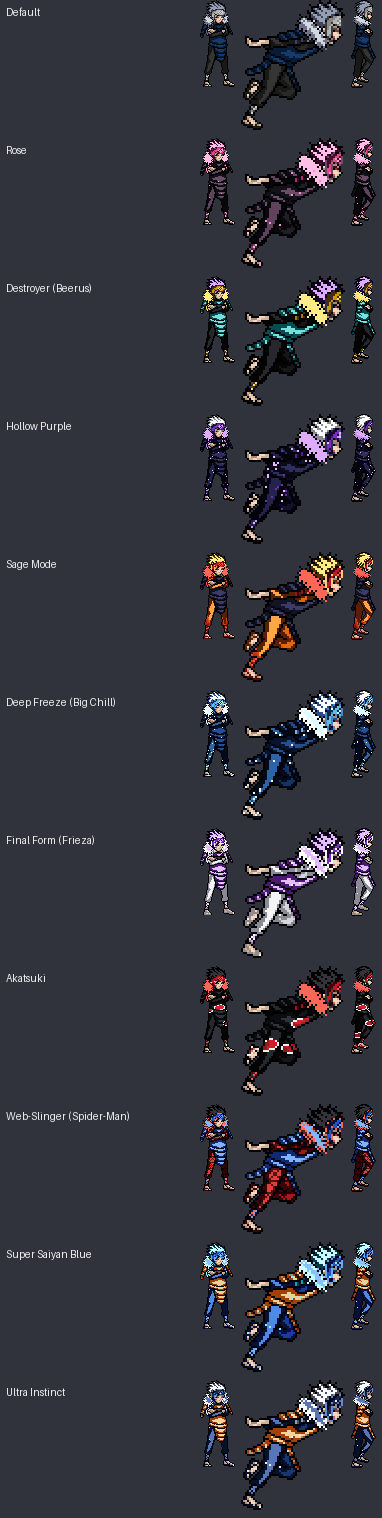 Default
Rose
Destroyer (Beerus)
Hollow Purple
Sage Mode
Deep Freeze (Big Chill)
Final Form (Frieza)
Akatsuki
Web-Slinger (Spider-Man)
Super Saiyan Blue
Ultra Instinct